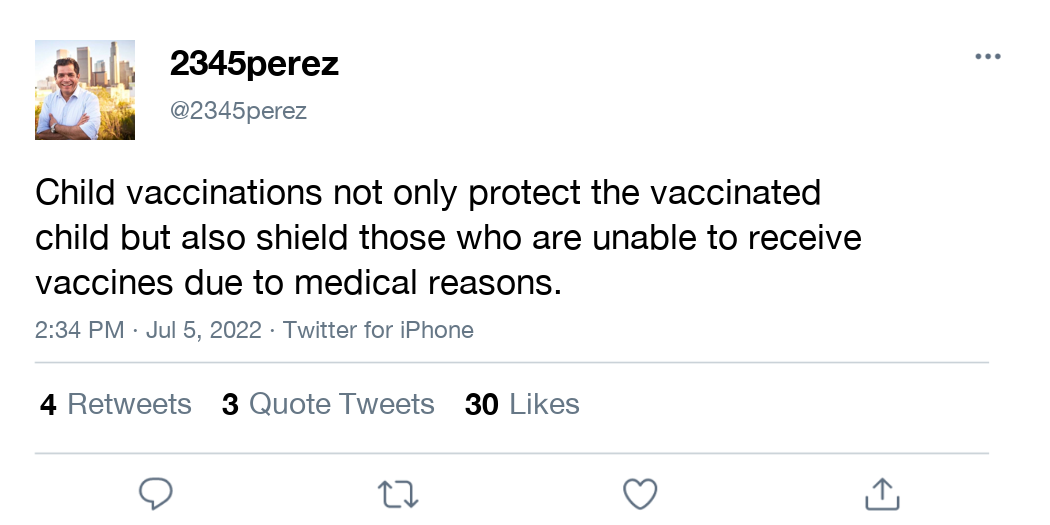 2345perez
@2345perez
Child vaccinations not only protect the vaccinated
child but also shield those who are unable to receive
vaccines due to medical reasons.
2:34 PM · Jul 5, 2022 · Twitter for iPhone
4 Retweets 3 Quote Tweets 30 Likes